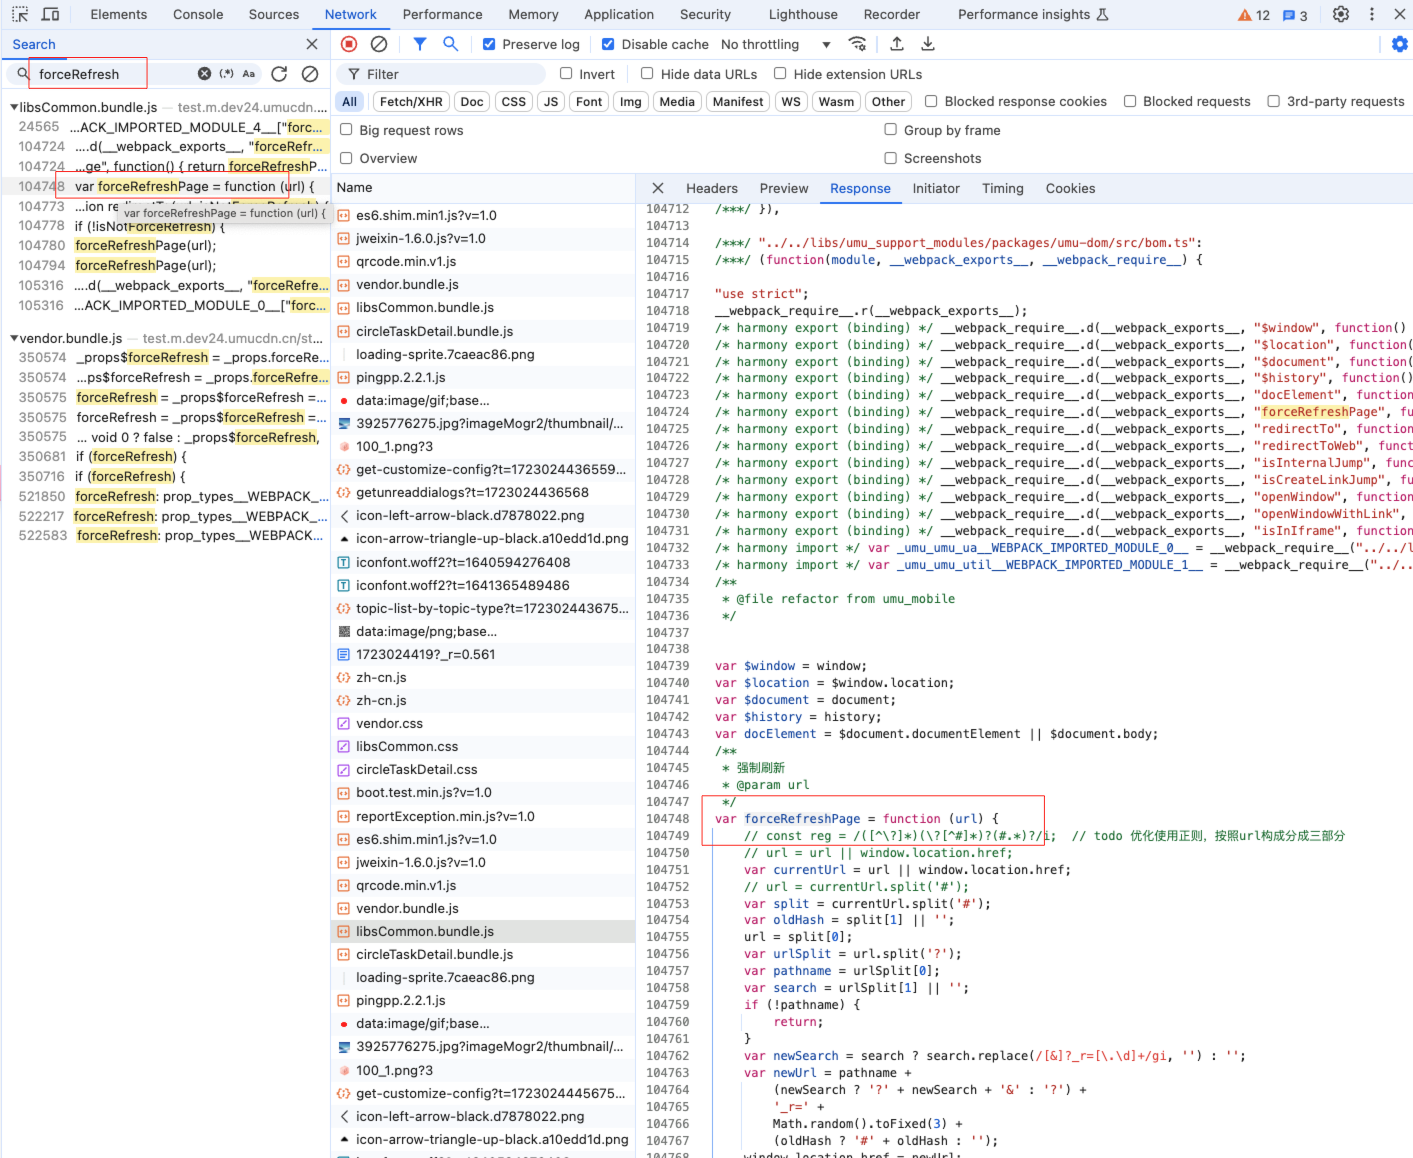 Elements Console Sources Network Performance Memory Application Security Lighthouse Recorder Performance insights 12 3
Search
Preserve log Disable cache No throttling
forceRefresh (.*) Aa
Filter Invert Hide data URLs Hide extension URLs
All Fetch/XHR Doc CSS JS Font Img Media Manifest WS Wasm Other Blocked response cookies Blocked requests 3rd-party requests
Big request rows Group by frame
Overview Screenshots
libsCommon.bundle.js — test.m.dev24.umucdn....
24565 ...ACK_IMPORTED_MODULE_4__["forc...
104724 ....d(__webpack_exports__, "forceRefr...
104724 ...ge", function() { return forceRefreshP...
104748 var forceRefreshPage = function (url) {
104773 ...ion redirectTo(url, isNotForceRefresh) {
var forceRefreshPage = function (url) {
104778 if (!isNotForceRefresh) {
104780 forceRefreshPage(url);
104794 forceRefreshPage(url);
105316 ....d(__webpack_exports__, "forceRefre...
105316 ...ACK_IMPORTED_MODULE_0__["forc...
vendor.bundle.js — test.m.dev24.umucdn.cn/st...
350574 _props$forceRefresh = _props.forceRe...
350574 ...ps$forceRefresh = _props.forceRefre...
350575 forceRefresh = _props$forceRefresh =...
350575 forceRefresh = _props$forceRefresh =...
350575 ... void 0 ? false : _props$forceRefresh,
350681 if (forceRefresh) {
350716 if (forceRefresh) {
521850 forceRefresh: prop_types__WEBPACK_...
522217 forceRefresh: prop_types__WEBPACK_...
522583 forceRefresh: prop_types__WEBPACK...
Name
es6.shim.min1.js?v=1.0
jweixin-1.6.0.js?v=1.0
qrcode.min.v1.js
vendor.bundle.js
libsCommon.bundle.js
circleTaskDetail.bundle.js
loading-sprite.7caeac86.png
pingpp.2.2.1.js
data:image/gif;base...
3925776275.jpg?imageMogr2/thumbnail/...
100_1.png?3
get-customize-config?t=1723024436559...
getunreaddialogs?t=1723024436568
icon-left-arrow-black.d7878022.png
icon-arrow-triangle-up-black.a10edd1d.png
iconfont.woff2?t=1640594276408
iconfont.woff2?t=1641365489486
topic-list-by-topic-type?t=172302443675...
data:image/png;base...
1723024419?_r=0.561
zh-cn.js
zh-cn.js
vendor.css
libsCommon.css
circleTaskDetail.css
boot.test.min.js?v=1.0
reportException.min.js?v=1.0
es6.shim.min1.js?v=1.0
jweixin-1.6.0.js?v=1.0
qrcode.min.v1.js
vendor.bundle.js
libsCommon.bundle.js
circleTaskDetail.bundle.js
loading-sprite.7caeac86.png
pingpp.2.2.1.js
data:image/gif;base...
3925776275.jpg?imageMogr2/thumbnail/...
100_1.png?3
get-customize-config?t=1723024445675...
icon-left-arrow-black.d7878022.png
icon-arrow-triangle-up-black.a10edd1d.png
Headers Preview Response Initiator Timing Cookies
104712 /***/ }),
104713
104714 /***/ "../../libs/umu_support_modules/packages/umu-dom/src/bom.ts":
104715 /***/ (function(module, __webpack_exports__, __webpack_require__) {
104716
104717 "use strict";
104718 __webpack_require__.r(__webpack_exports__);
104719 /* harmony export (binding) */ __webpack_require__.d(__webpack_exports__, "$window", function()
104720 /* harmony export (binding) */ __webpack_require__.d(__webpack_exports__, "$location", function(
104721 /* harmony export (binding) */ __webpack_require__.d(__webpack_exports__, "$document", function(
104722 /* harmony export (binding) */ __webpack_require__.d(__webpack_exports__, "$history", function()
104723 /* harmony export (binding) */ __webpack_require__.d(__webpack_exports__, "docElement", function
104724 /* harmony export (binding) */ __webpack_require__.d(__webpack_exports__, "forceRefreshPage", fu
104725 /* harmony export (binding) */ __webpack_require__.d(__webpack_exports__, "redirectTo", function
104726 /* harmony export (binding) */ __webpack_require__.d(__webpack_exports__, "redirectToWeb", funct
104727 /* harmony export (binding) */ __webpack_require__.d(__webpack_exports__, "isInternalJump", func
104728 /* harmony export (binding) */ __webpack_require__.d(__webpack_exports__, "isCreateLinkJump", fu
104729 /* harmony export (binding) */ __webpack_require__.d(__webpack_exports__, "openWindow", function
104730 /* harmony export (binding) */ __webpack_require__.d(__webpack_exports__, "openWindowWithLink",
104731 /* harmony export (binding) */ __webpack_require__.d(__webpack_exports__, "isInIframe", function
104732 /* harmony import */ var _umu_umu_ua__WEBPACK_IMPORTED_MODULE_0__ = __webpack_require__("../../l
104733 /* harmony import */ var _umu_umu_util__WEBPACK_IMPORTED_MODULE_1__ = __webpack_require__("../..
104734 /**
104735 * @file refactor from umu_mobile
104736 */
104737
104738
104739 var $window = window;
104740 var $location = $window.location;
104741 var $document = document;
104742 var $history = history;
104743 var docElement = $document.documentElement || $document.body;
104744 /**
104745 * 强制刷新
104746 * @param url
104747 */
104748 var forceRefreshPage = function (url) {
104749 // const reg = /([^\?]*)(\?[^#]*)?(#.*)?/i; // todo 优化使用正则，按照url构成分成三部分
104750 // url = url || window.location.href;
104751 var currentUrl = url || window.location.href;
104752 // url = currentUrl.split('#');
104753 var split = currentUrl.split('#');
104754 var oldHash = split[1] || '';
104755 url = split[0];
104756 var urlSplit = url.split('?');
104757 var pathname = urlSplit[0];
104758 var search = urlSplit[1] || '';
104759 if (!pathname) {
104760 return;
104761 }
104762 var newSearch = search ? search.replace(/[&]?_r=[\.\d]+/gi, '') : '';
104763 var newUrl = pathname +
104764 (newSearch ? '?' + newSearch + '&' : '?') +
104765 '_r=' +
104766 Math.random().toFixed(3) +
104767 (oldHash ? '#' + oldHash : '');
104768 window.location.href = newUrl;